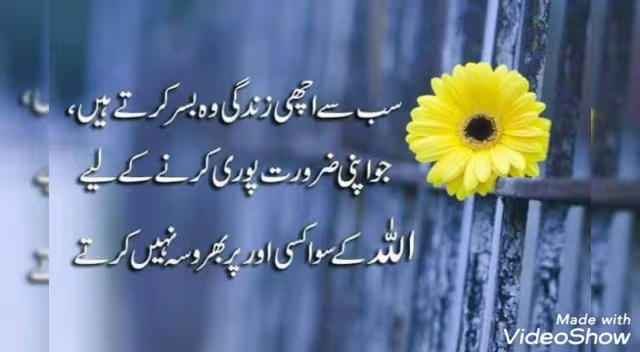 سب سے اچھی زندگی وہ بسر کرتے ہیں،
جو اپنی ضرورت پوری کرنے کے لیے
اللہ کے سوا کسی اور پر بھروسہ نہیں کرتے
Made with
VideoShow